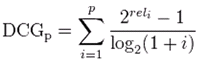 DCG_p = \sum_{i=1}^{p} \frac{2^{rel_i} - 1}{\log_2(1 + i)}